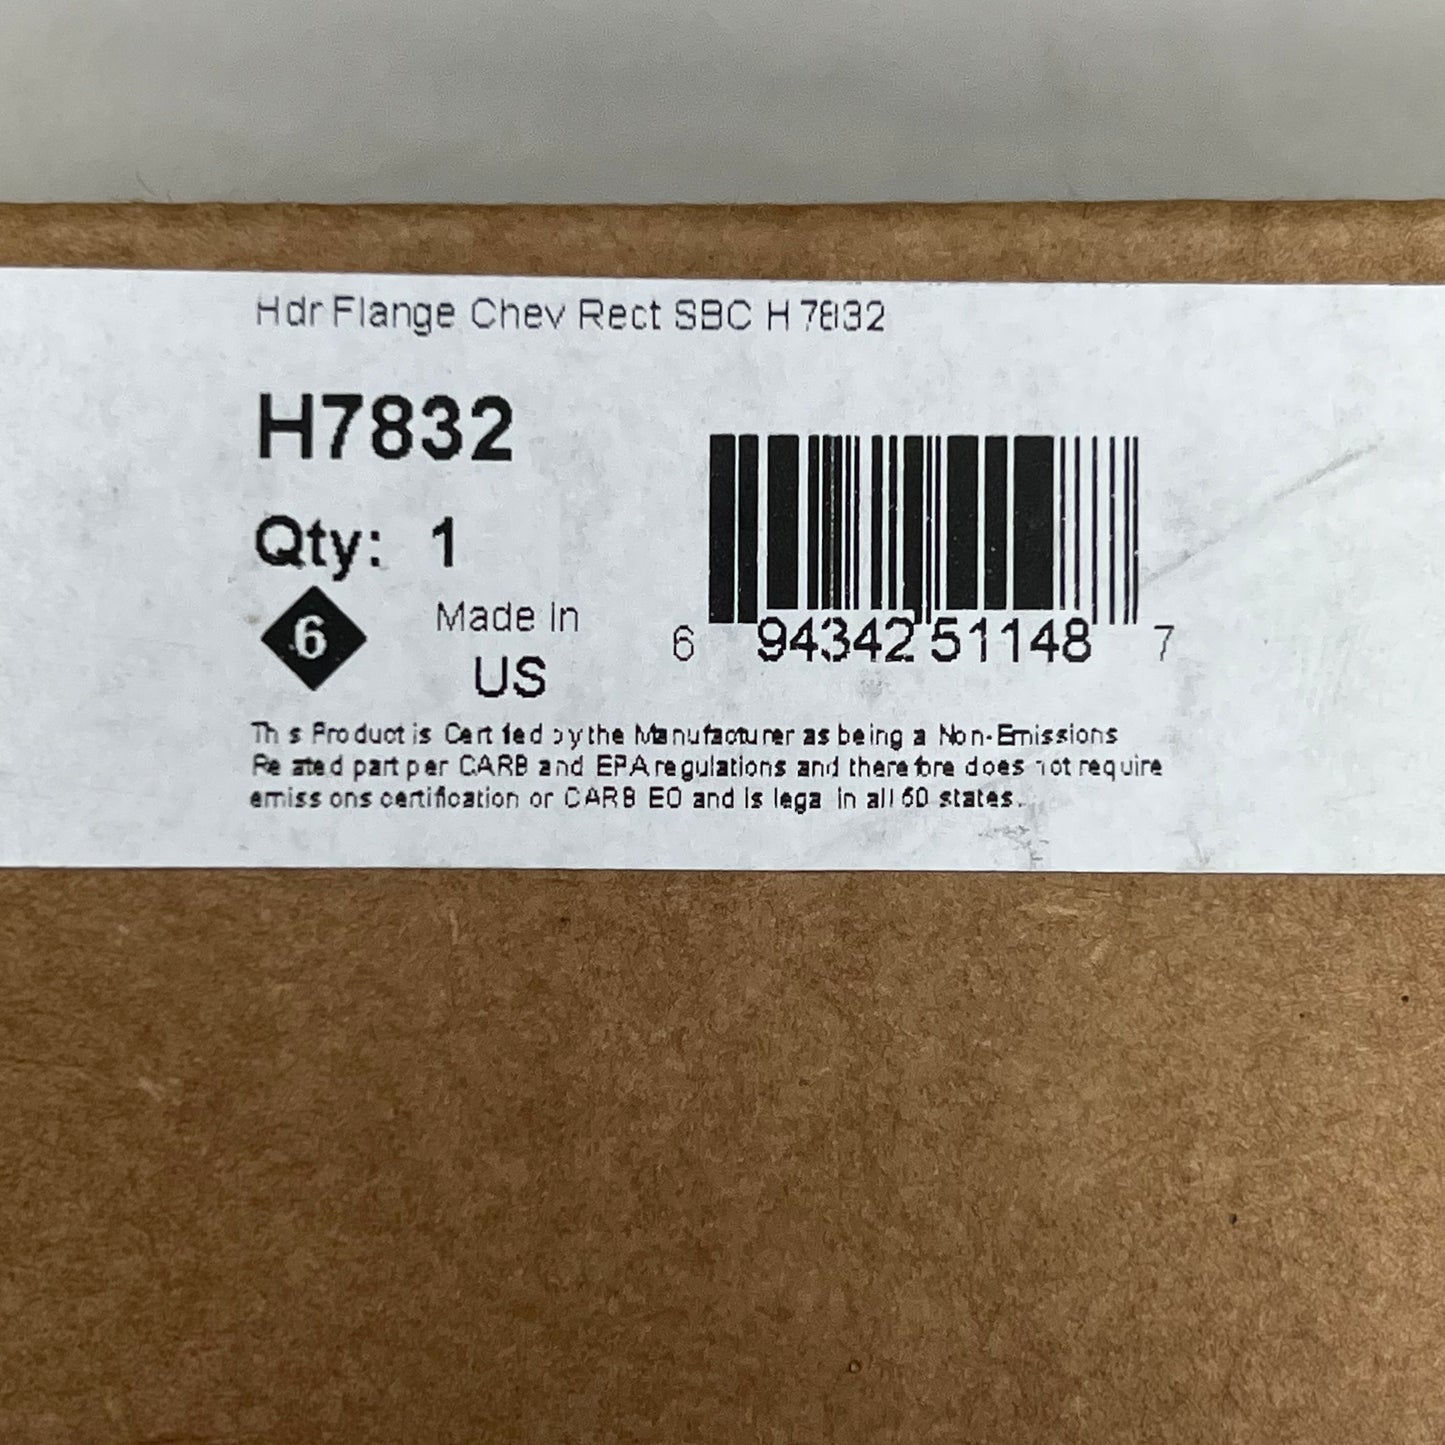 Hdr Flange Chev Rect SBC H7832
H7832
Qty: 1
6
Made In
US
6 94342 51148 7
This Product is Certified by the Manufacturer as being a Non-Emissions
Related part per CARB and EPA regulations and therefore does not require
emissions certification or CARB EO and is legal in all 50 states.